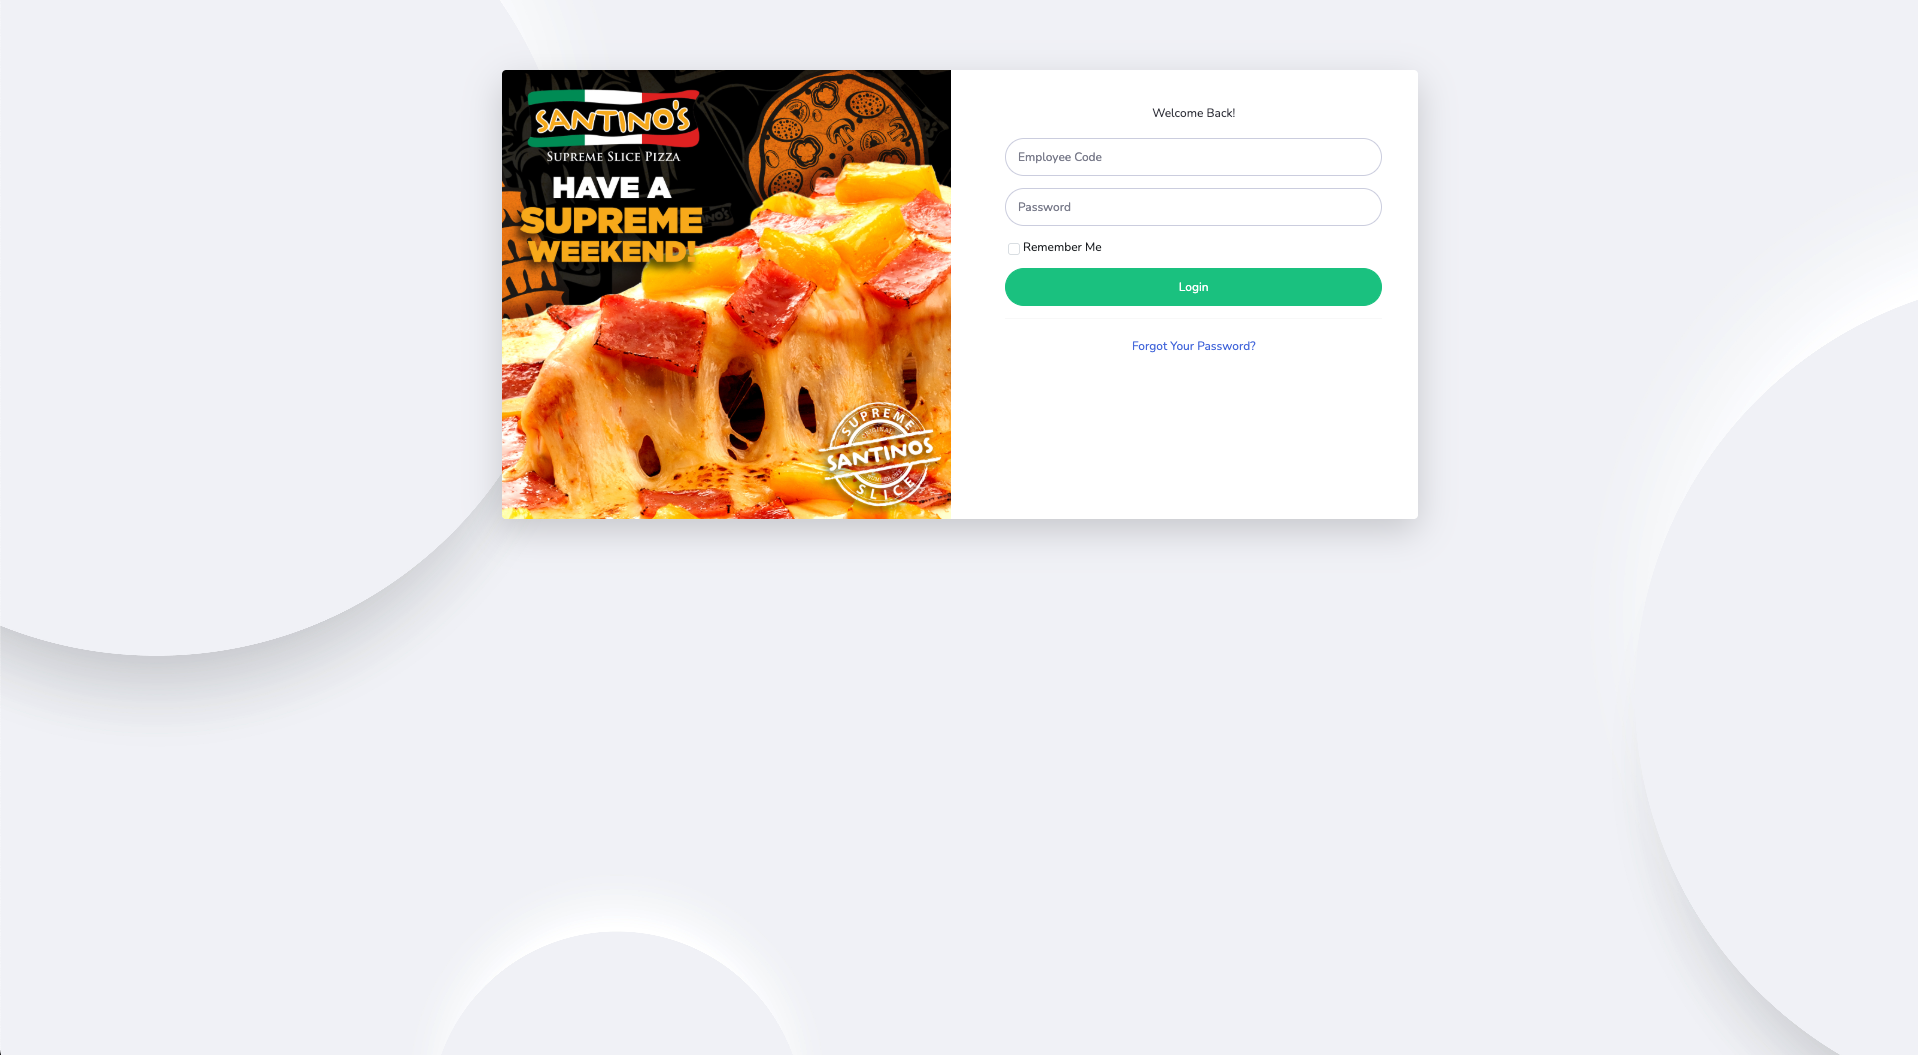 SANTINO'S
SUPREME SLICE PIZZA
HAVE A
SUPREME
WEEKEND!
SUPREME
ORIGINAL
SANTINOS
SLICE
Welcome Back!
Employee Code
Password
Remember Me
Login
Forgot Your Password?